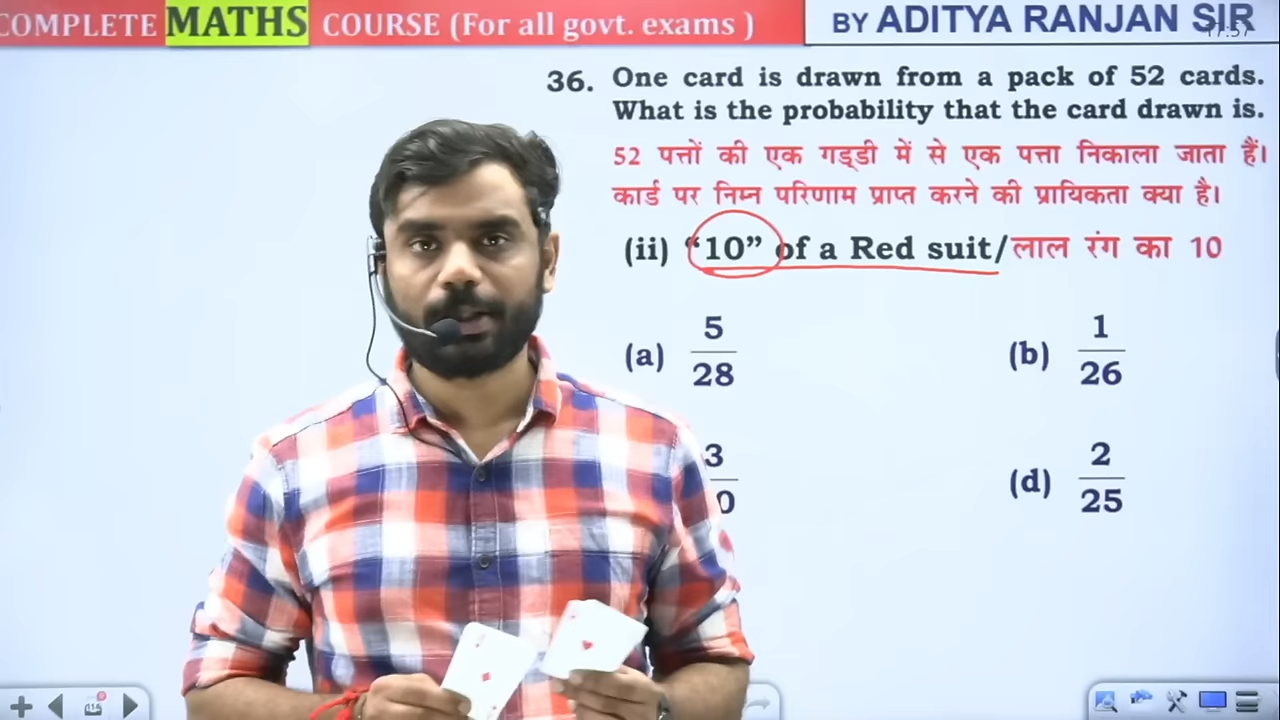 COMPLETE MATHS COURSE (For all govt. exams )
BY ADITYA RANJAN SIR
36. One card is drawn from a pack of 52 cards.
What is the probability that the card drawn is.
52 पत्तों की एक गड्डी में से एक पत्ता निकाला जाता हैं।
कार्ड पर निम्न परिणाम प्राप्त करने की प्रायिकता क्या है।
(ii) “10” of a Red suit/लाल रंग का 10
(a) 5/28
(b) 1/26
3
0
(d) 2/25